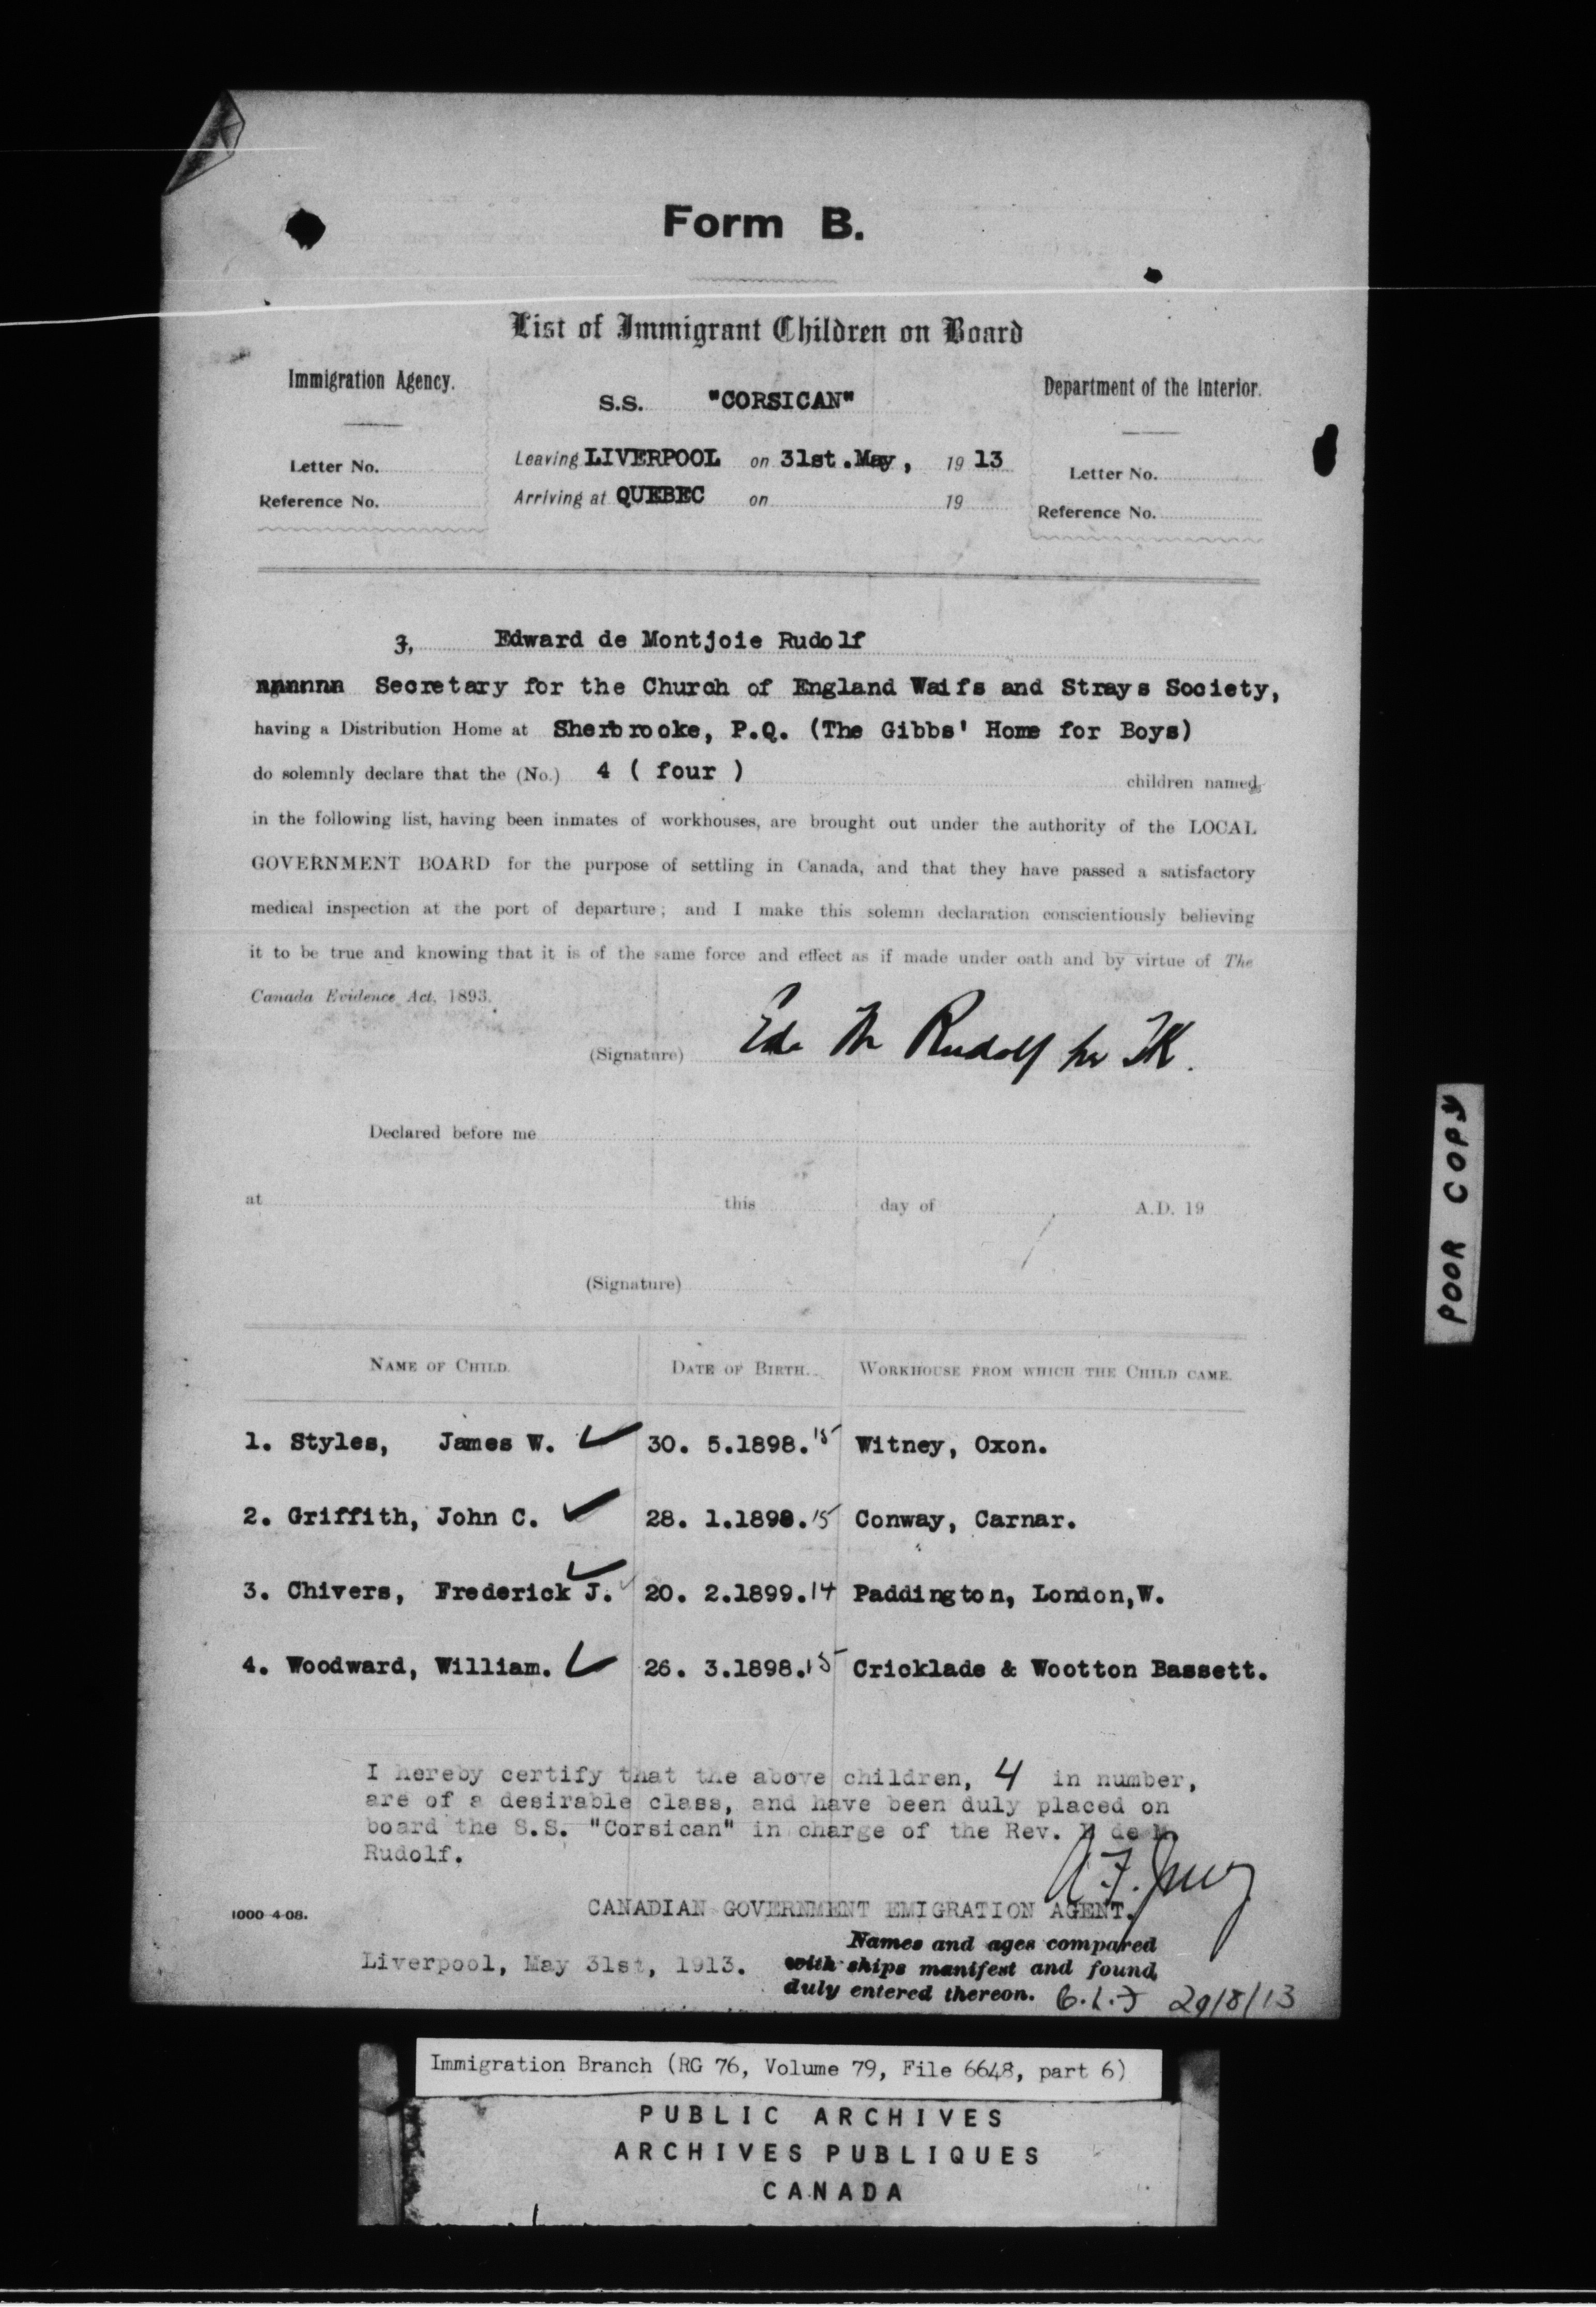 Form B.
List of Immigrant Children on Board
Immigration Agency.
Department of the Interior.
S.S. "CORSICAN"
Leaving LIVERPOOL on 31st.May, 1913
Arriving at QUEBEC on 19
Letter No.
Reference No.
Letter No.
Reference No.
I, Edward de Montjoie Rudolf
nnnnnn Secretary for the Church of England Waifs and Strays Society,
having a Distribution Home at Sherbrooke, P.Q. (The Gibbs' Home for Boys)
do solemnly declare that the (No.) 4 ( four ) children named
in the following list, having been inmates of workhouses, are brought out under the authority of the LOCAL
GOVERNMENT BOARD for the purpose of settling in Canada, and that they have passed a satisfactory
medical inspection at the port of departure; and I make this solemn declaration conscientiously believing
it to be true and knowing that it is of the same force and effect as if made under oath and by virtue of The
Canada Evidence Act, 1893.
(Signature) Ed. M Rudolf
Declared before me
at this day of A.D. 19
(Signature)
NAME OF CHILD. DATE OF BIRTH. WORKHOUSE FROM WHICH THE CHILD CAME.
1. Styles, James W. ✓ 30. 5.1898. 15 Witney, Oxon.
2. Griffith, John C. ✓ 28. 1.1898. 15 Conway, Carnar.
3. Chivers, Frederick J. ✓ 20. 2.1899. 14 Paddington, London,W.
4. Woodward, William. ✓ 26. 3.1898. 15 Cricklade & Wootton Bassett.
I hereby certify that the above children, 4 in number,
are of a desirable class, and have been duly placed on
board the S.S. "Corsican" in charge of the Rev. E de M
Rudolf.
CANADIAN GOVERNMENT EMIGRATION AGENT.
1000-4-08.
Liverpool, May 31st, 1913.
Names and ages compared
with ships manifest and found
duly entered thereon. 29/8/13
POOR COPY
Immigration Branch (RG 76, Volume 79, File 6648, part 6)
PUBLIC ARCHIVES
ARCHIVES PUBLIQUES
CANADA